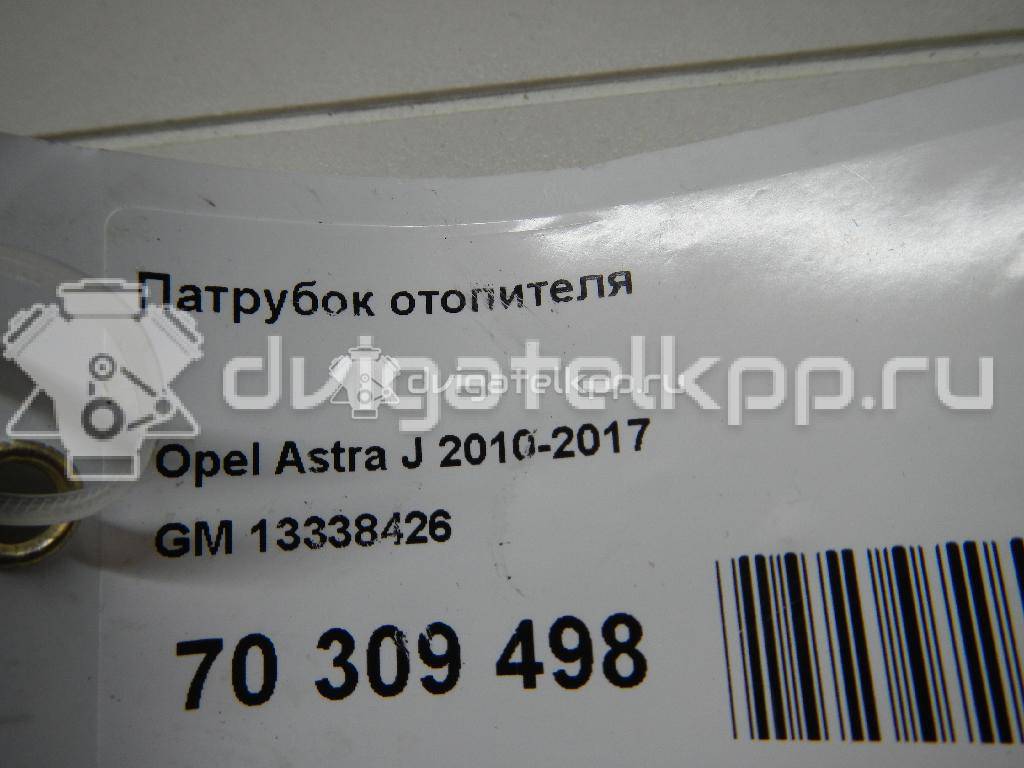 Патрубок отопителя
dvigatelkpp.ru
dvigatelkpp.ru
Opel Astra J 2010-2017
GM 13338426
70 309 498